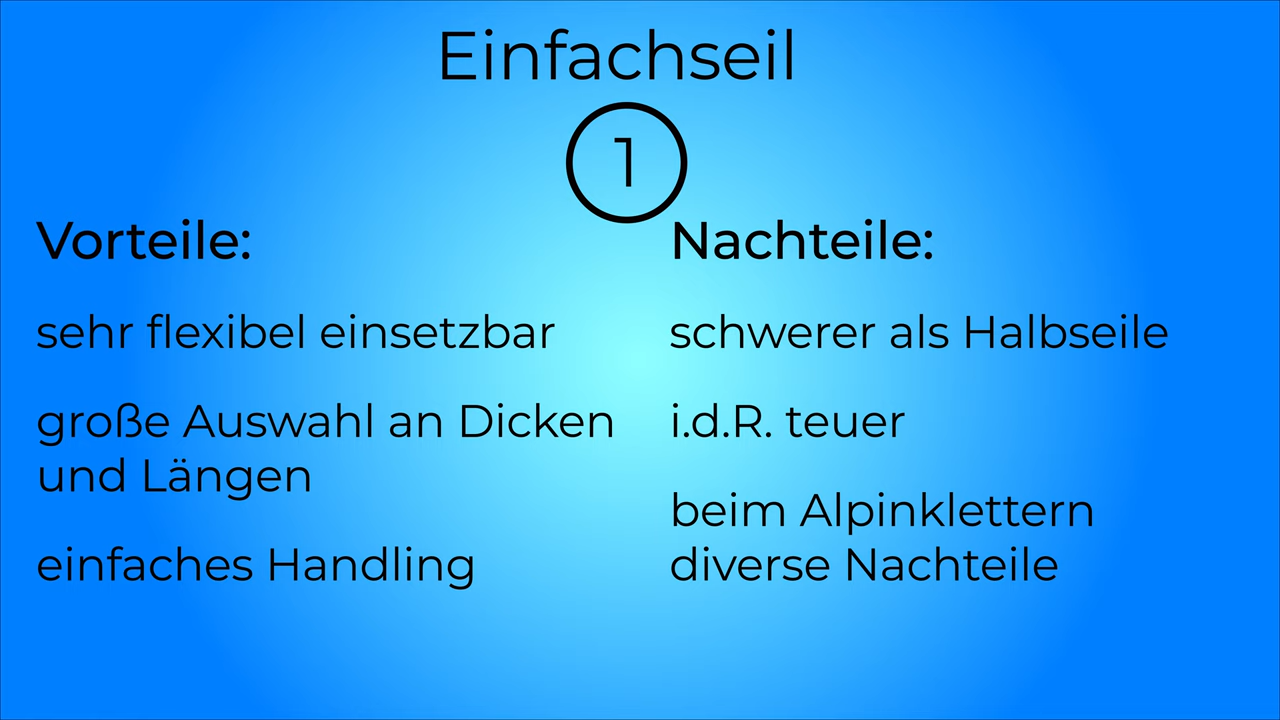 Einfachseil
1
Vorteile:
sehr flexibel einsetzbar
große Auswahl an Dicken
und Längen
einfaches Handling
Nachteile:
schwerer als Halbseile
i.d.R. teuer
beim Alpinklettern
diverse Nachteile